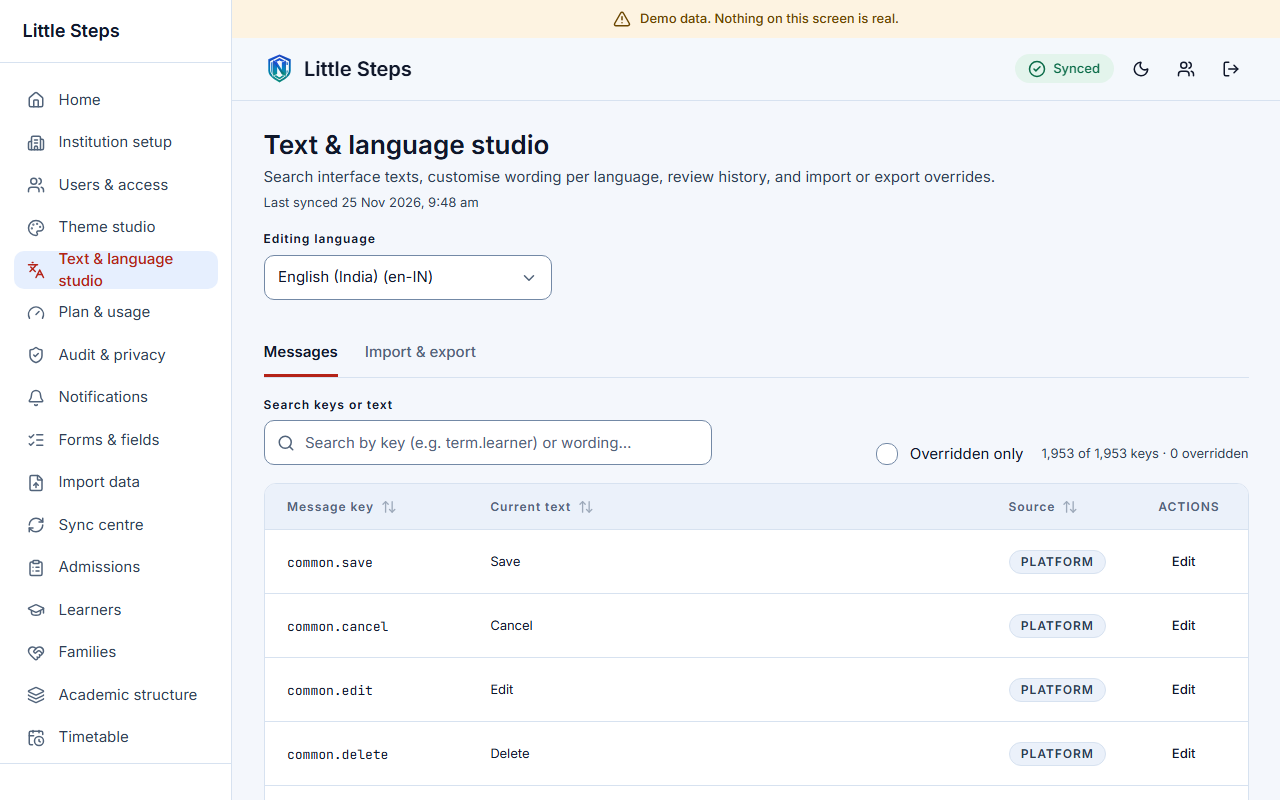 Little Steps
Home
Institution setup
Users & access
Theme studio
Text & language
studio
Plan & usage
Audit & privacy
Notifications
Forms & fields
Import data
Sync centre
Admissions
Learners
Families
Academic structure
Timetable
Demo data. Nothing on this screen is real.
Little Steps
Synced
Text & language studio
Search interface texts, customise wording per language, review history, and import or export overrides.
Last synced 25 Nov 2026, 9:48 am
Editing language
English (India) (en-IN)
Messages Import & export
Search keys or text
Search by key (e.g. term.learner) or wording...
Overridden only 1,953 of 1,953 keys · 0 overridden
Message key Current text Source ACTIONS
common.save Save PLATFORM Edit
common.cancel Cancel PLATFORM Edit
common.edit Edit PLATFORM Edit
common.delete Delete PLATFORM Edit